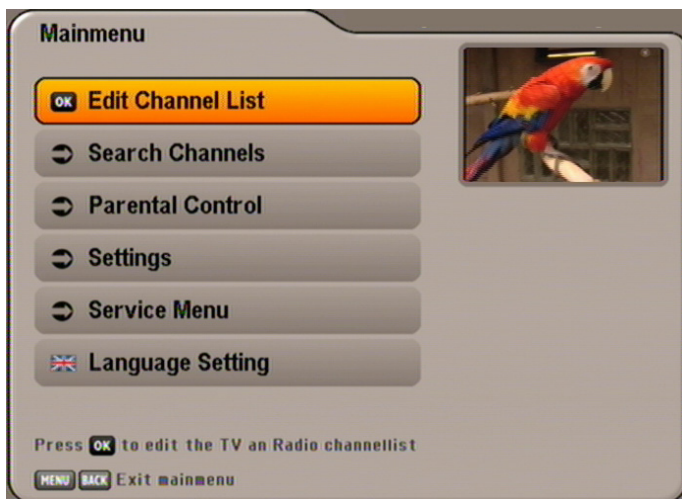 Mainmenu
OK Edit Channel List
Search Channels
Parental Control
Settings
Service Menu
Language Setting
Press OK to edit the TV an Radio channellist
MENU BACK Exit mainmenu